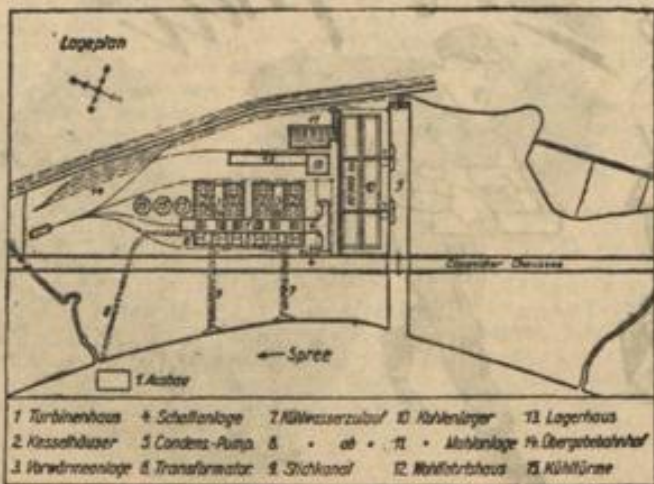 Lageplan
Chaussee
← Spree
1. Ausbau
1 Turbinenhaus 4 Schaltanlage 7 Kühlwasserzulauf 10 Kohlenlager 13 Lagerhaus
2 Kesselhäuser 5 Condens.-Pump. 8 " ab " 11 " Mahlanlage 14 Übergabebahnhof
3 Vorwärmeanlage 6 Transformator. 9 Stichkanal 12 Wohlfahrtshaus 15 Kühltürme